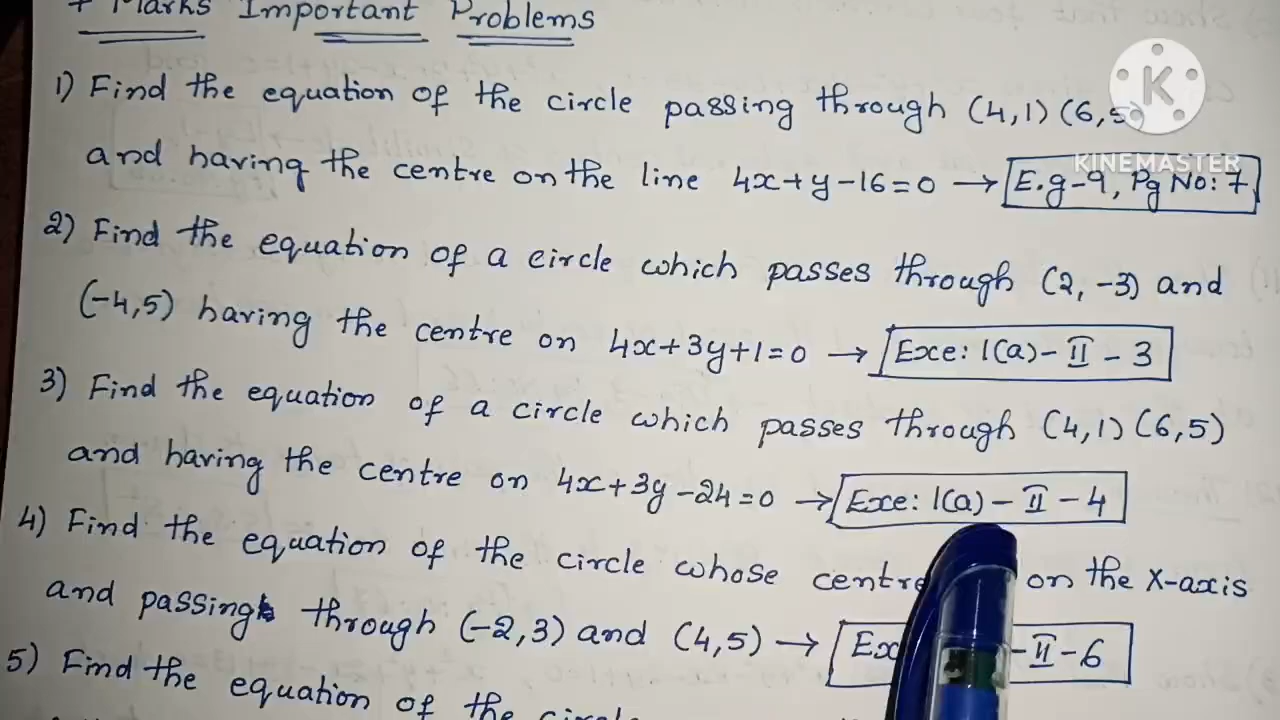 Marks Important Problems
1) Find the equation of the circle passing through (4,1) (6,5)
KINEMASTER
and having the centre on the line 4x+y-16=0 → E.g-9, Pg No: 7
2) Find the equation of a circle which passes through (2,-3) and
(-4,5) having the centre on 4x+3y+1=0 → Exe: 1(a)-II-3
3) Find the equation of a circle which passes through (4,1) (6,5)
and having the centre on 4x+3y-24=0 → Exe: 1(a)-II-4
4) Find the equation of the circle whose centre on the X-axis
and passing through (-2,3) and (4,5) → Ex -II-6
5) Find the equation of the circle